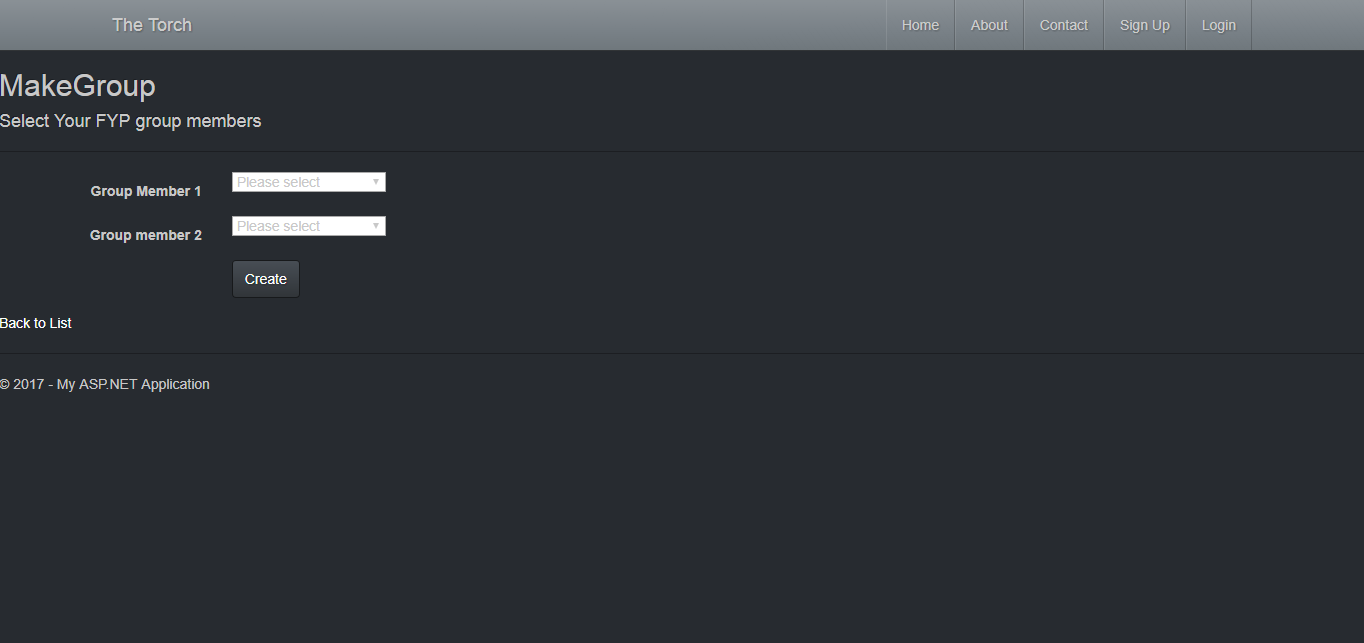 The Torch Home About Contact Sign Up Login
MakeGroup
Select Your FYP group members
Group Member 1 Please select
Group member 2 Please select
Create
Back to List
© 2017 - My ASP.NET Application